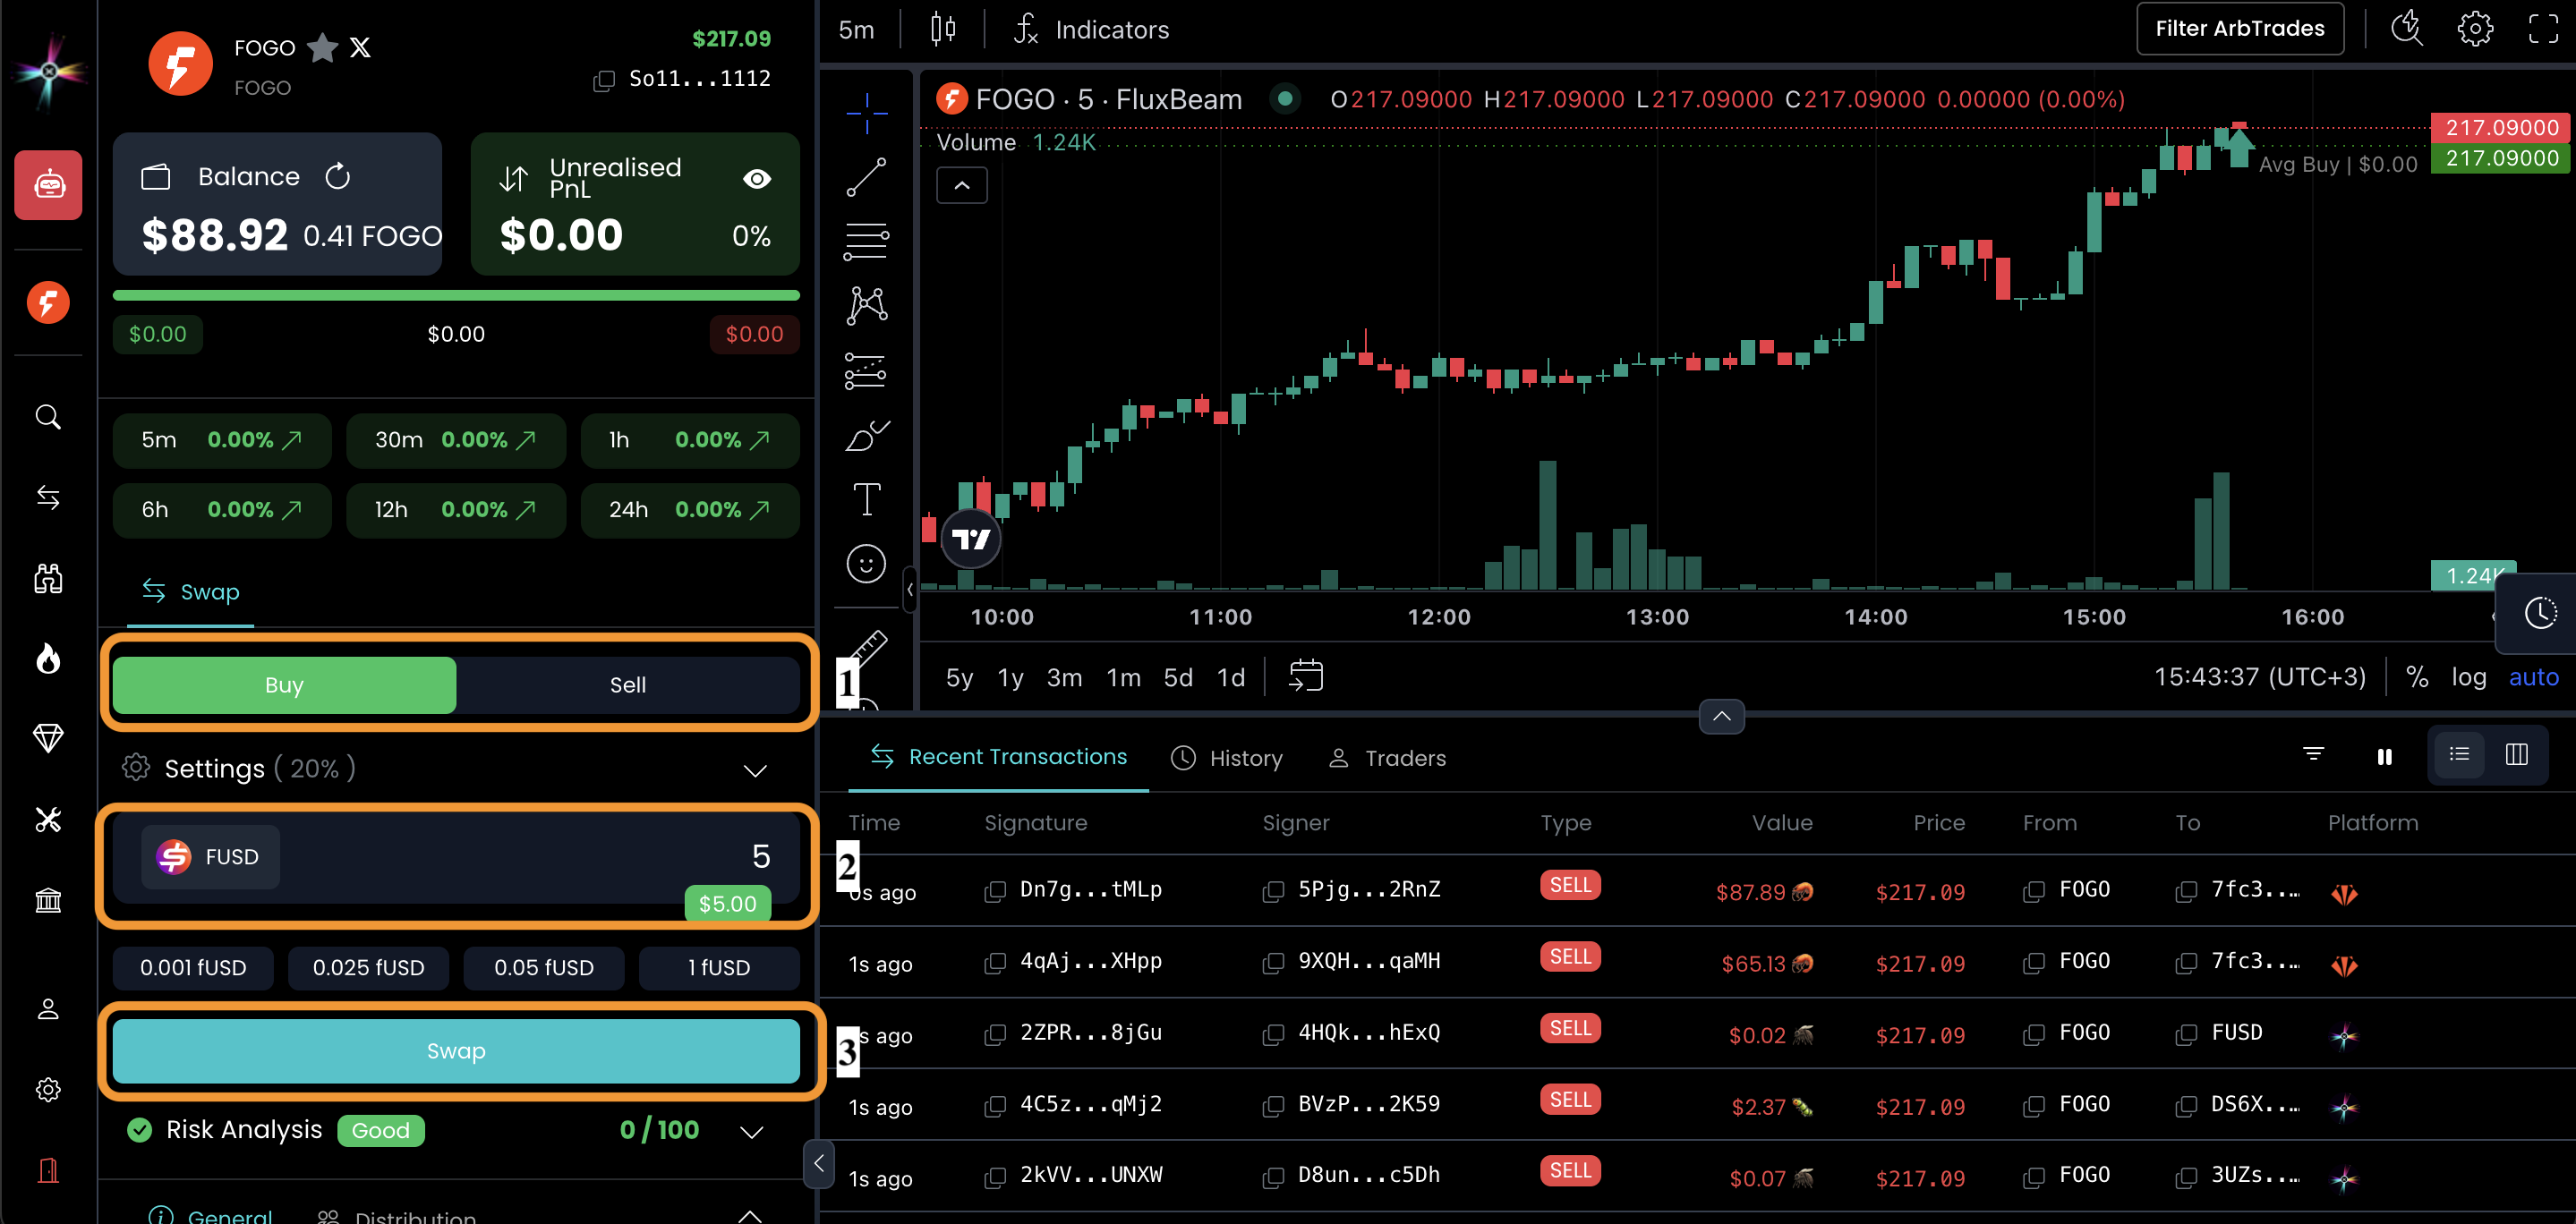 FOGO
FOGO
$217.09
So11...1112
Balance
$88.92 0.41 FOGO
Unrealised
PnL
$0.00 0%
$0.00 $0.00 $0.00
5m 0.00% 30m 0.00% 1h 0.00%
6h 0.00% 12h 0.00% 24h 0.00%
Swap
Buy Sell
1
Settings ( 20% )
FUSD 5
$5.00
2
0.001 fUSD 0.025 fUSD 0.05 fUSD 1 fUSD
Swap
3
Risk Analysis Good 0 / 100
General Distribution
5m Indicators Filter ArbTrades
FOGO · 5 · FluxBeam O217.09000 H217.09000 L217.09000 C217.09000 0.00000 (0.00%)
Volume 1.24K
217.09000
217.09000
Avg Buy | $0.00
1.24K
10:00 11:00 12:00 13:00 14:00 15:00 16:00
5y 1y 3m 1m 5d 1d 15:43:37 (UTC+3) % log auto
Recent Transactions History Traders
Time Signature Signer Type Value Price From To Platform
0s ago Dn7g...tMLp 5Pjg...2RnZ SELL $87.89 $217.09 FOGO 7fc3...
1s ago 4qAj...XHpp 9XQH...qaMH SELL $65.13 $217.09 FOGO 7fc3...
s ago 2ZPR...8jGu 4HQk...hExQ SELL $0.02 $217.09 FOGO FUSD
1s ago 4C5z...qMj2 BVzP...2K59 SELL $2.37 $217.09 FOGO DS6X...
1s ago 2kVV...UNXW D8un...c5Dh SELL $0.07 $217.09 FOGO 3UZs...